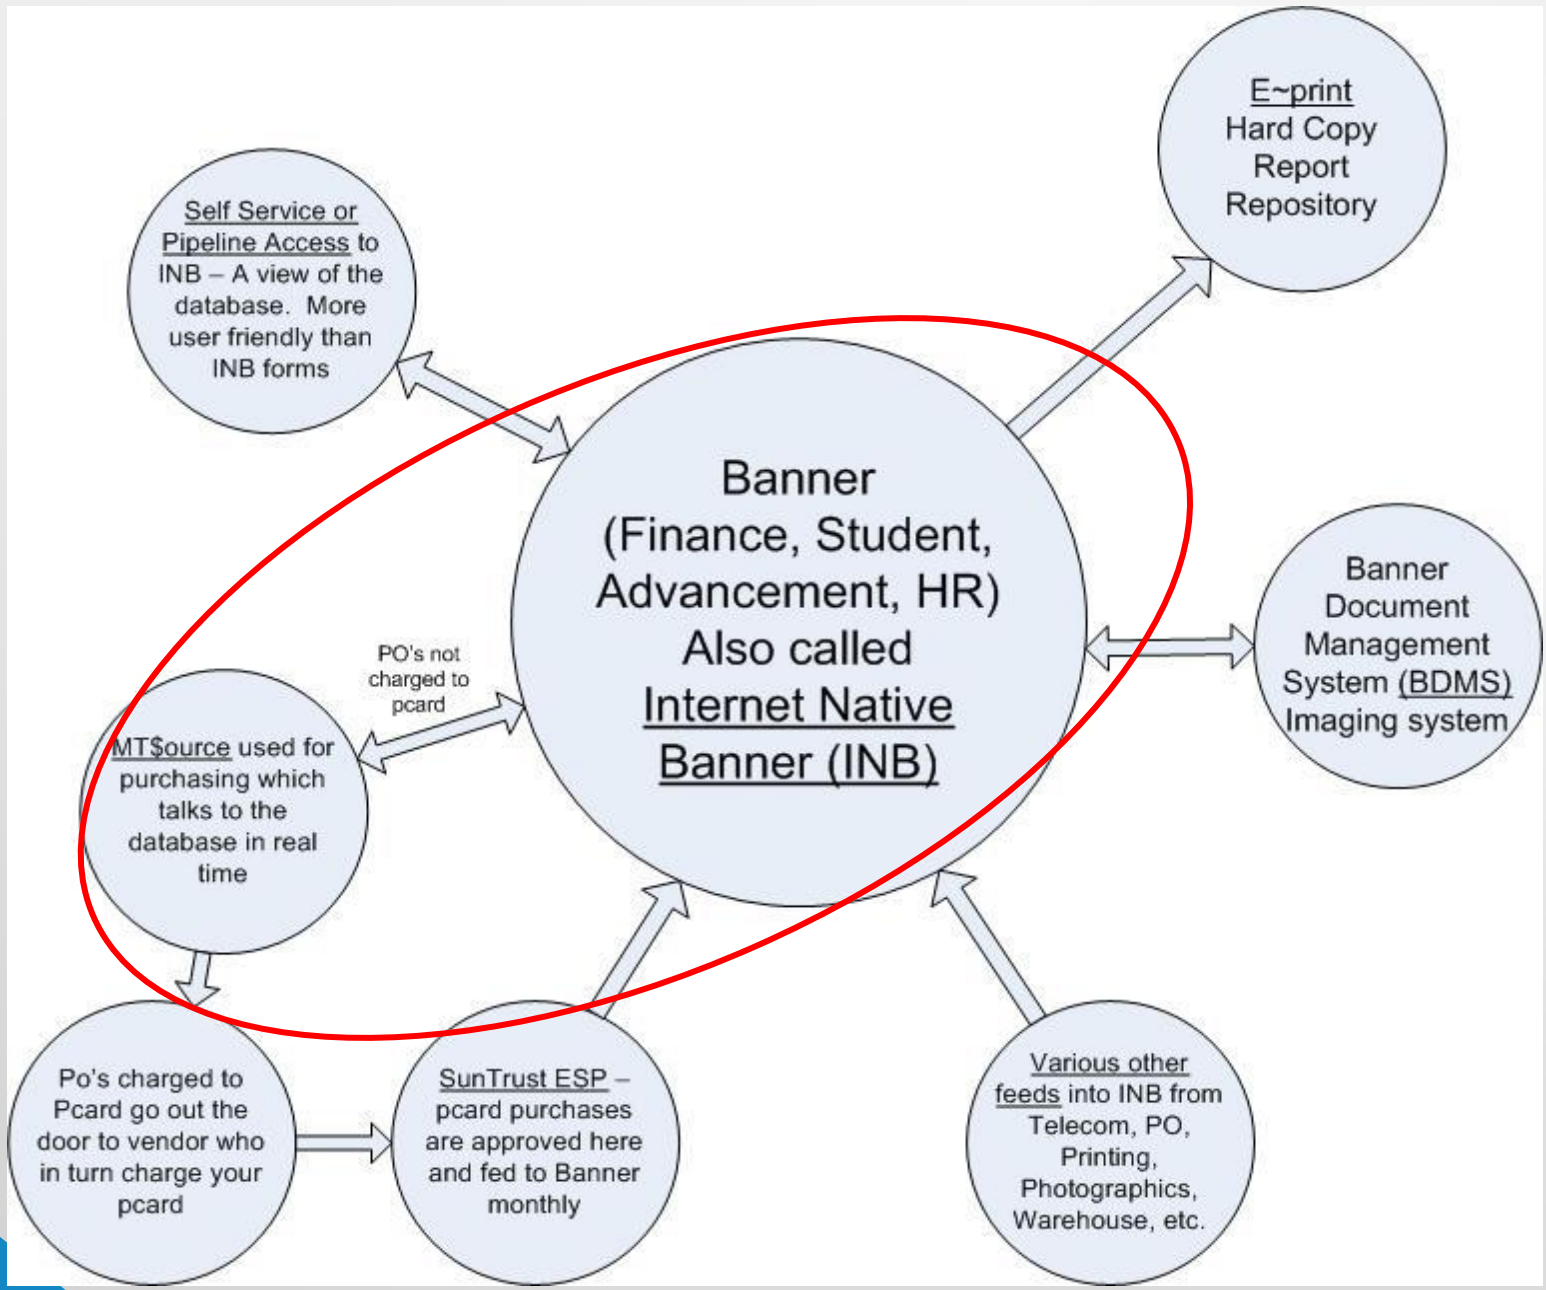 E~print
Hard Copy
Report
Repository
Self Service or
Pipeline Access to
INB – A view of the
database.  More
user friendly than
INB forms
Banner
(Finance, Student,
Advancement, HR)
Also called
Internet Native
Banner (INB)
Banner
Document
Management
System (BDMS)
Imaging system
PO's not
charged to
pcard
MT$ource used for
purchasing which
talks to the
database in real
time
Po's charged to
Pcard go out the
door to vendor who
in turn charge your
pcard
SunTrust ESP –
pcard purchases
are approved here
and fed to Banner
monthly
Various other
feeds into INB from
Telecom, PO,
Printing,
Photographics,
Warehouse, etc.